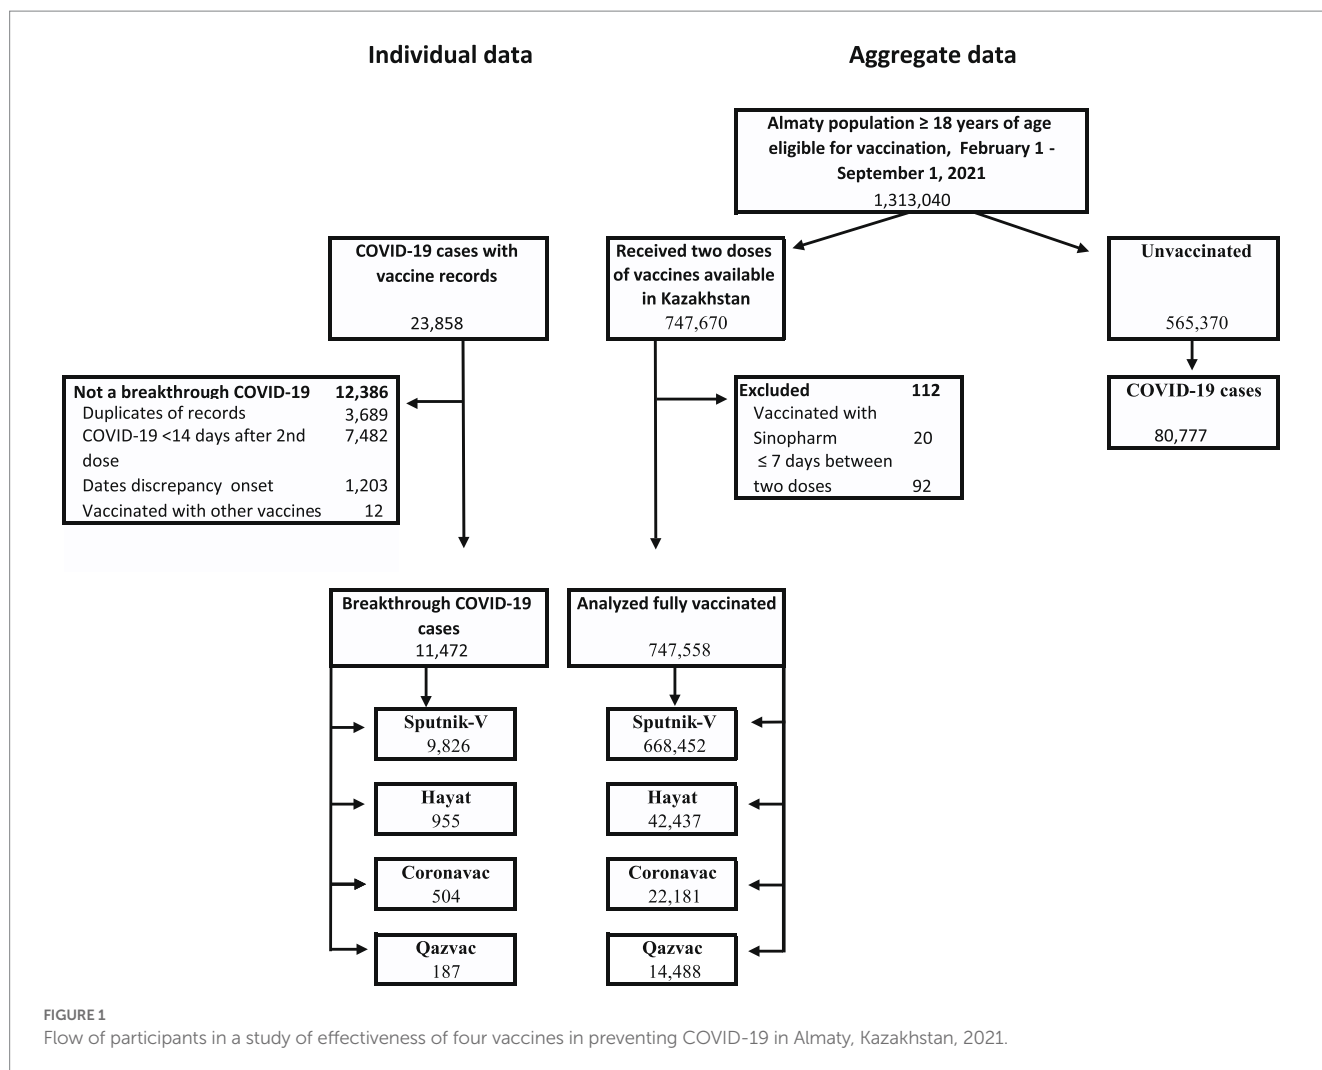 Individual data
Aggregate data
Almaty population ≥ 18 years of age
eligible for vaccination, February 1 -
September 1, 2021
1,313,040
COVID-19 cases with
vaccine records
23,858
Received two doses
of vaccines available
in Kazakhstan
747,670
Unvaccinated
565,370
Not a breakthrough COVID-19 12,386
Duplicates of records 3,689
COVID-19 <14 days after 2nd 7,482
dose
Dates discrepancy onset 1,203
Vaccinated with other vaccines 12
Excluded 112
Vaccinated with
Sinopharm 20
≤ 7 days between
two doses 92
COVID-19 cases
80,777
Breakthrough COVID-19
cases
11,472
Analyzed fully vaccinated
747,558
Sputnik-V
9,826
Sputnik-V
668,452
Hayat
955
Hayat
42,437
Coronavac
504
Coronavac
22,181
Qazvac
187
Qazvac
14,488
FIGURE 1
Flow of participants in a study of effectiveness of four vaccines in preventing COVID-19 in Almaty, Kazakhstan, 2021.